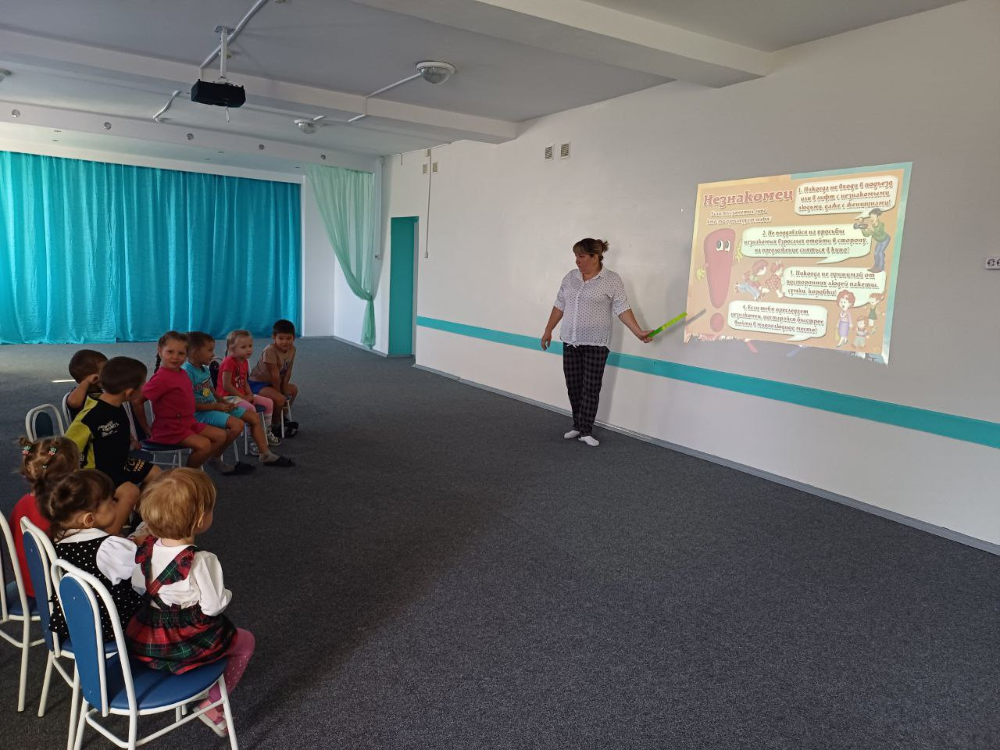 Незнакомец
Если ты заметил, что
кто то преследует тебя
1. Никогда не входи в подъезд
или в лифт с незнакомыми
людьми, даже с женщинами!
2. Не поддавайся на просьбы
незнакомых взрослых отойти в сторону,
на предложение сняться в кино!
Никогда не принимай от
посторонних людей пакеты,
сумки, коробки!
4. Если тебя преследует
незнакомец, постарайся быстрее
выйти в многолюдное место!